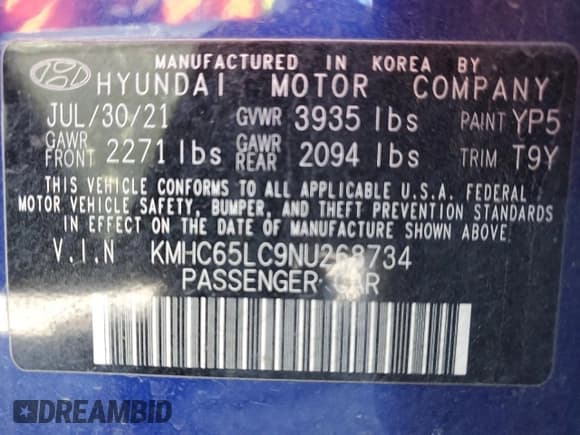 MANUFACTURED IN KOREA BY
HYUNDAI MOTOR COMPANY
JUL/30/21 GVWR 3935 lbs PAINT YP5
GAWR FRONT 2271 lbs GAWR REAR 2094 lbs TRIM T9Y
THIS VEHICLE CONFORMS TO ALL APPLICABLE U.S.A. FEDERAL
MOTOR VEHICLE SAFETY, BUMPER, AND THEFT PREVENTION STANDARDS
IN EFFECT ON THE DATE OF MANUFACTURE SHOWN ABOVE.
V.I.N KMHC65LC9NU268734
PASSENGER CAR
DREAMBID